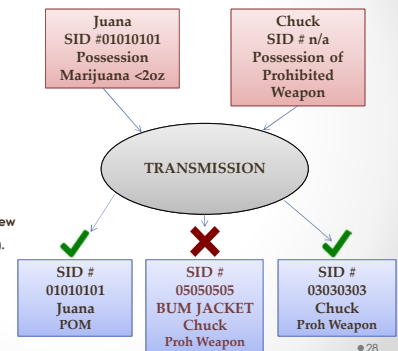 Juana
SID #01010101
Possession
Marijuana <2oz
Chuck
SID # n/a
Possession of
Prohibited
Weapon
TRANSMISSION
ew
).
SID #
01010101
Juana
POM
SID #
05050505
BUM JACKET
Chuck
Proh Weapon
SID #
03030303
Chuck
Proh Weapon
28